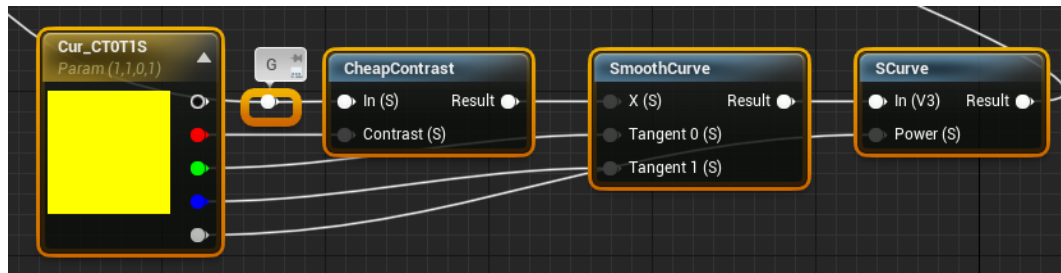 Cur_CT0T1S
Param (1,1,0,1)
G
CheapContrast
In (S) Result
Contrast (S)
SmoothCurve
X (S) Result
Tangent 0 (S)
Tangent 1 (S)
SCurve
In (V3) Result
Power (S)